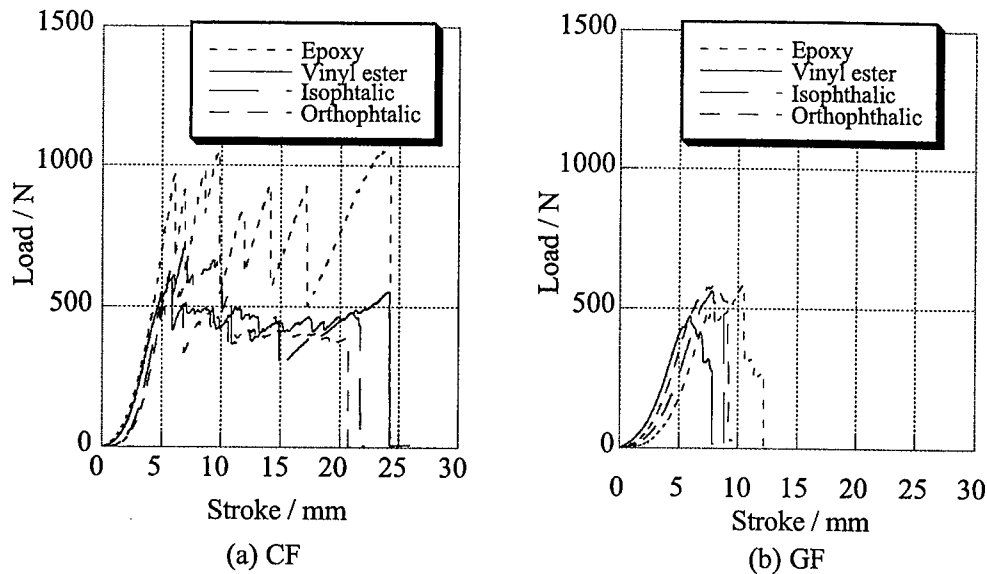 1500
1000
500
0
Load / N
Epoxy
Vinyl ester
Isophtalic
Orthophtalic
0 5 10 15 20 25 30
Stroke / mm
(a) CF
1500
1000
500
0
Load / N
Epoxy
Vinyl ester
Isophthalic
Orthophthalic
0 5 10 15 20 25 30
Stroke / mm
(b) GF